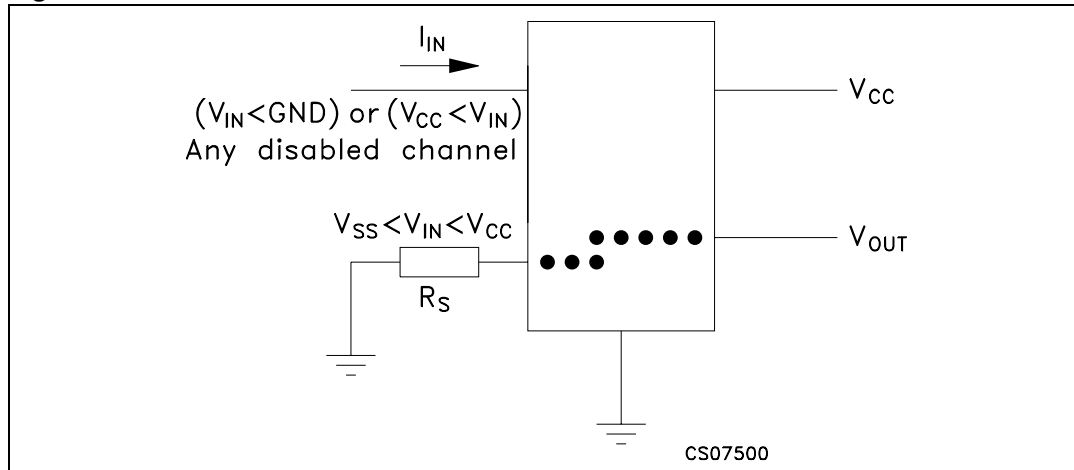 I_IN
(V_IN<GND) or (V_CC<V_IN)
Any disabled channel
V_CC
V_SS<V_IN<V_CC
R_S
V_OUT
CS07500